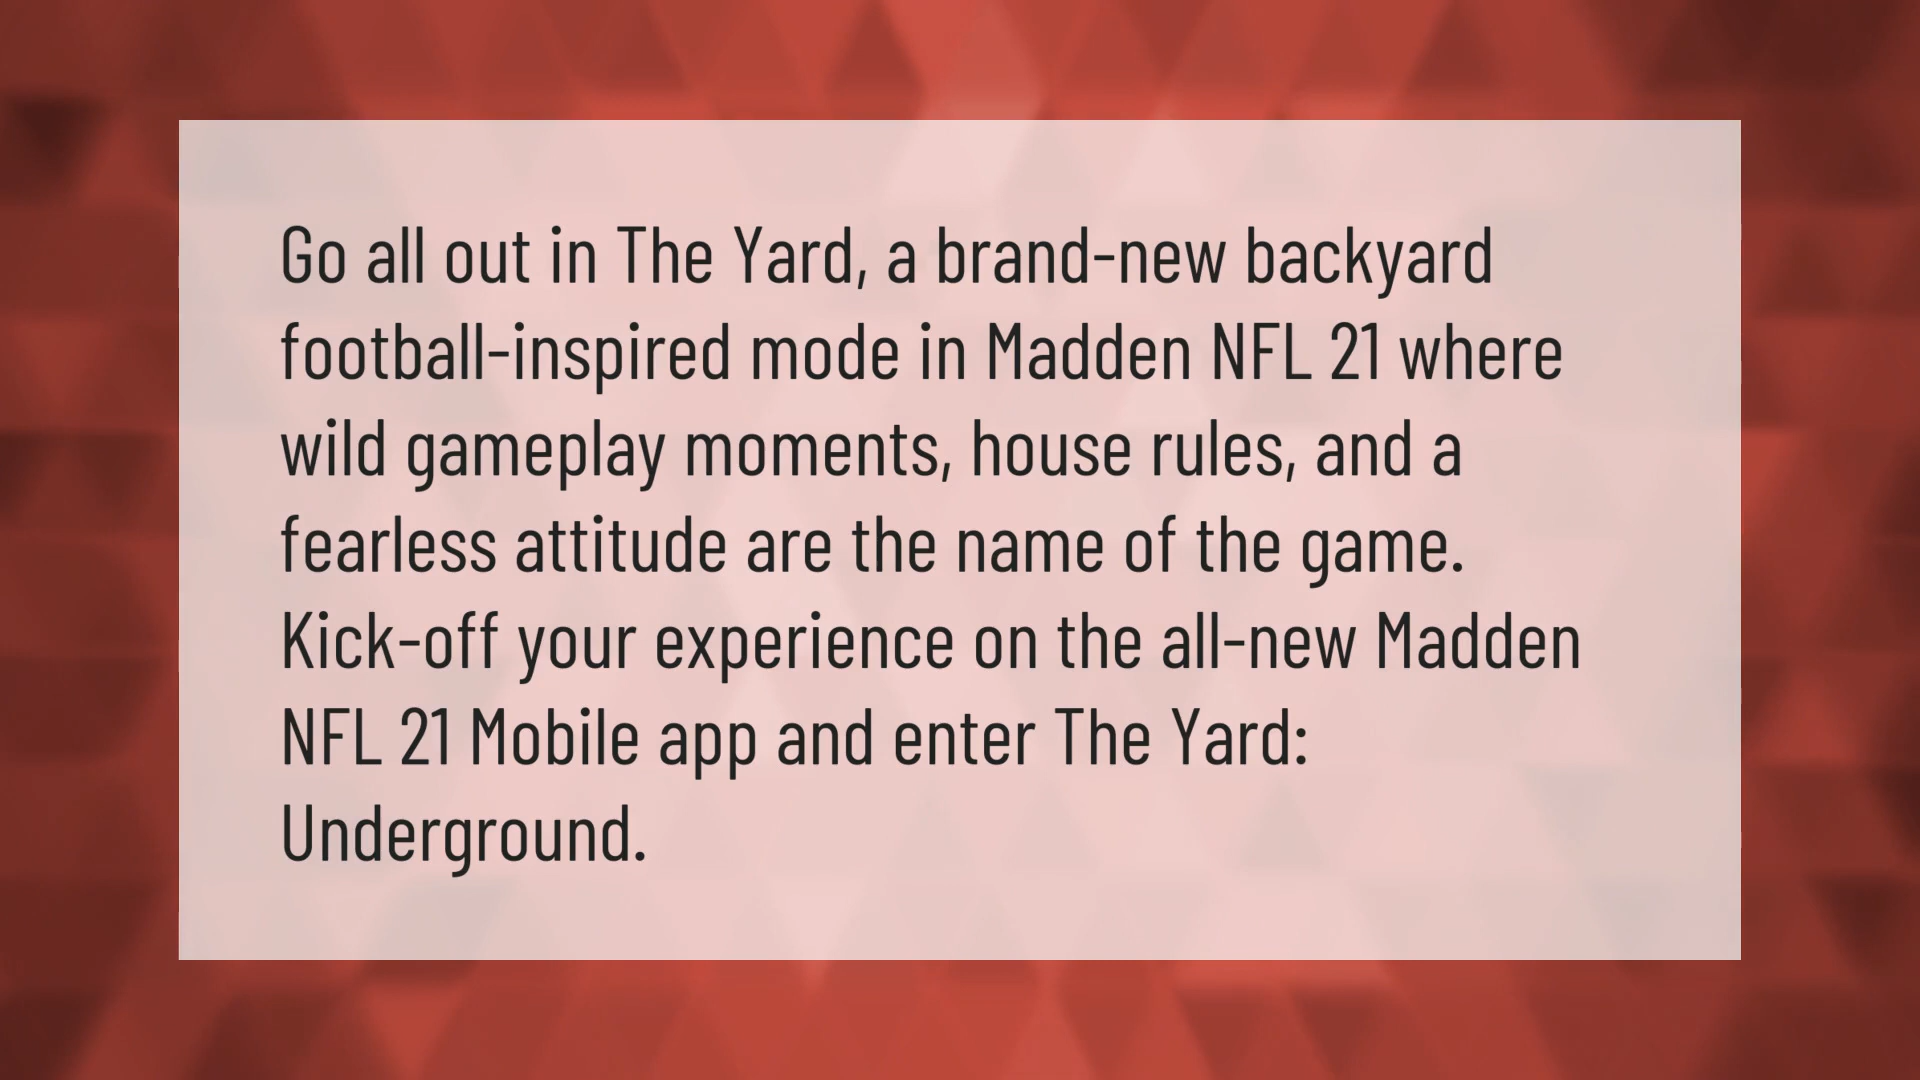 Go all out in The Yard, a brand-new backyard
football-inspired mode in Madden NFL 21 where
wild gameplay moments, house rules, and a
fearless attitude are the name of the game.
Kick-off your experience on the all-new Madden
NFL 21 Mobile app and enter The Yard:
Underground.